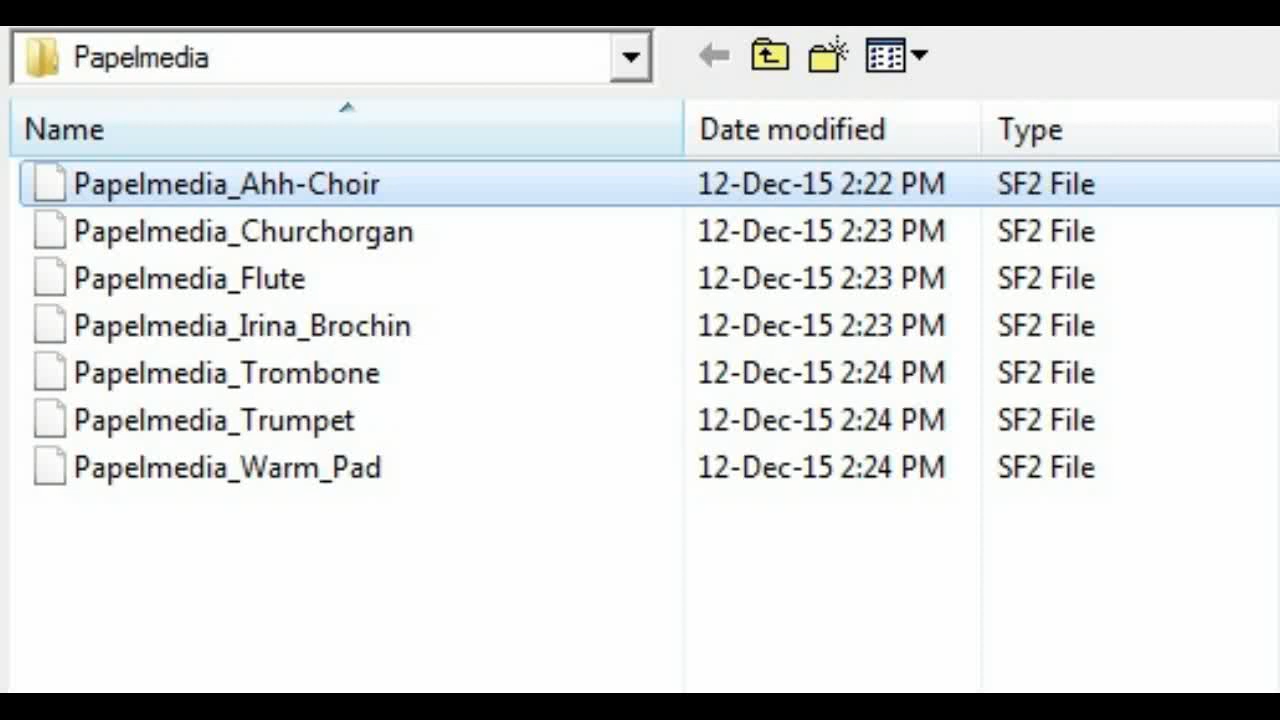 Papelmedia
Name Date modified Type
Papelmedia_Ahh-Choir 12-Dec-15 2:22 PM SF2 File
Papelmedia_Churchorgan 12-Dec-15 2:23 PM SF2 File
Papelmedia_Flute 12-Dec-15 2:23 PM SF2 File
Papelmedia_Irina_Brochin 12-Dec-15 2:23 PM SF2 File
Papelmedia_Trombone 12-Dec-15 2:24 PM SF2 File
Papelmedia_Trumpet 12-Dec-15 2:24 PM SF2 File
Papelmedia_Warm_Pad 12-Dec-15 2:24 PM SF2 File